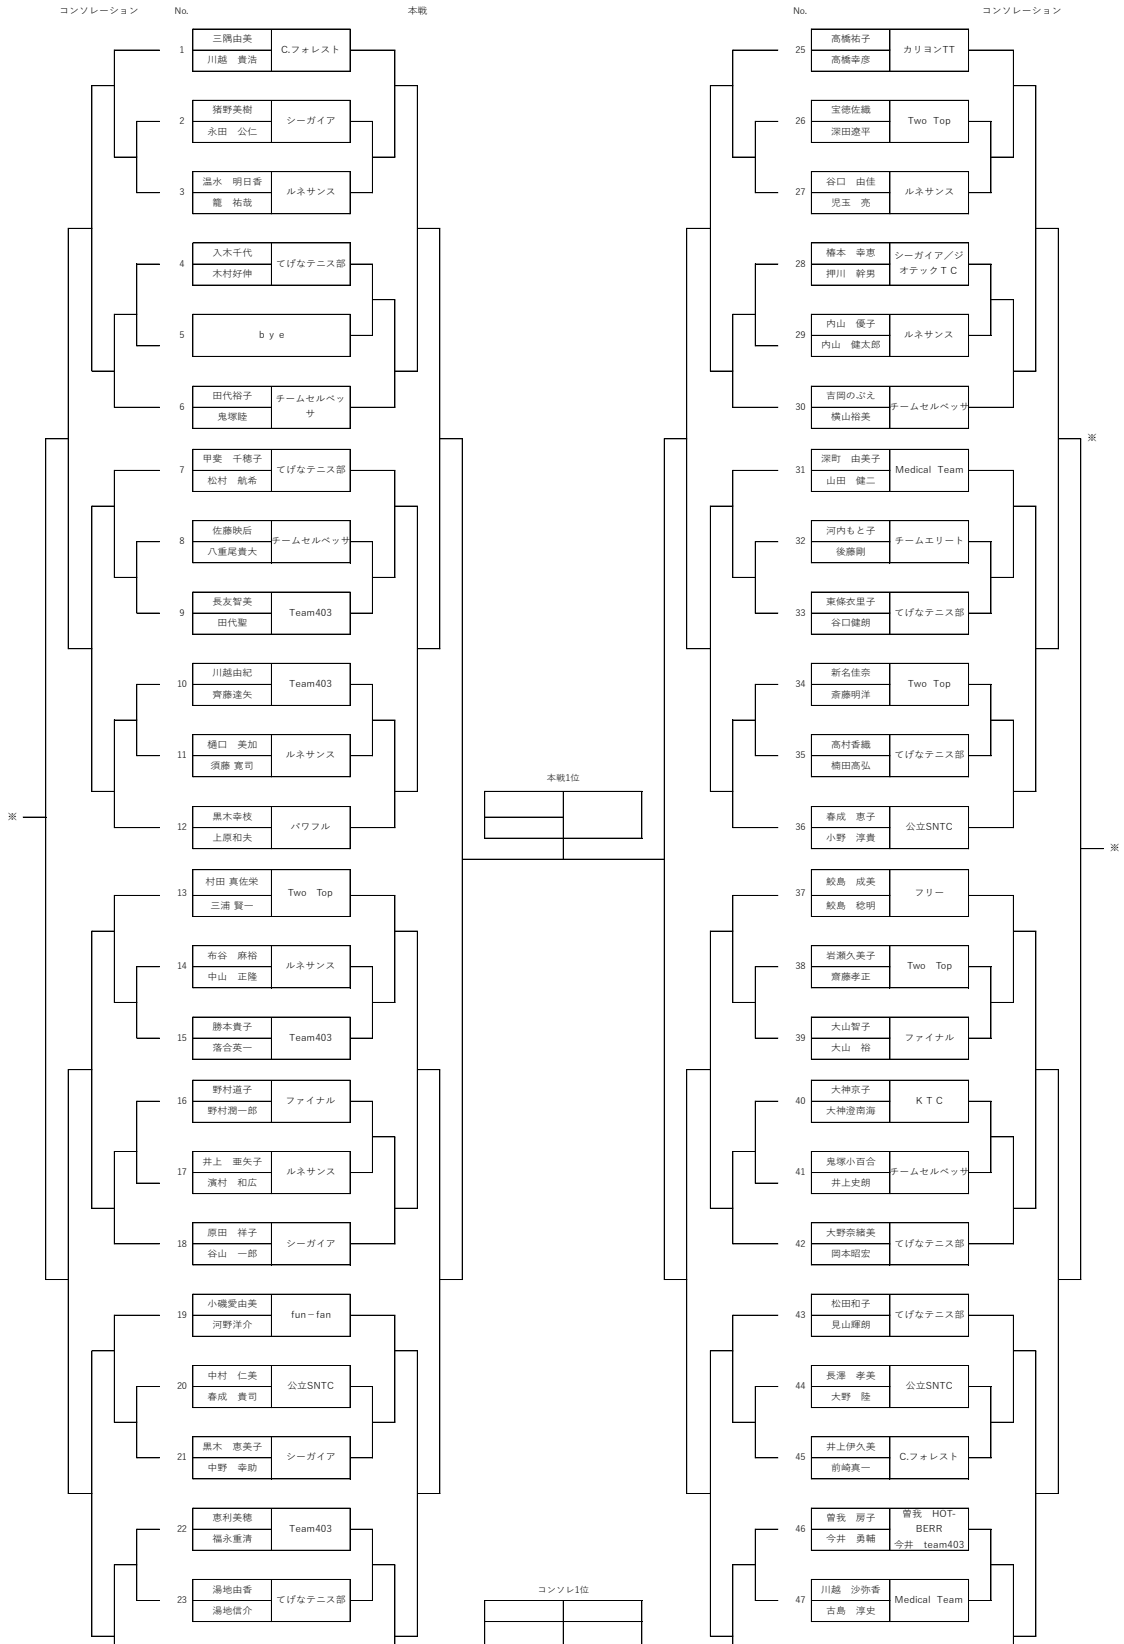 コンソレーション No. 本戦
1 三隅由美 C.フォレスト
川越 貴浩
2 猪野美樹 シーガイア
永田 公仁
3 温水 明日香 ルネサンス
籠 祐哉
4 入木千代 てげなテニス部
木村好伸
5 bye
6 田代裕子 チームセルベッサ
鬼塚睦
7 甲斐 千穂子 てげなテニス部
松村 航希
8 佐藤映后 チームセルベッサ
八重尾貴大
9 長友智美 Team403
田代聖
10 川越由紀 Team403
齊藤達矢
11 樋口 美加 ルネサンス
須藤 寛司
12 黒木幸枝 パワフル
上原和夫
※
13 村田 真佐栄 Two Top
三浦 賢一
14 布谷 麻裕 ルネサンス
中山 正隆
15 勝本貴子 Team403
落合英一
16 野村道子 ファイナル
野村潤一郎
17 井上 亜矢子 ルネサンス
濱村 和広
18 原田 祥子 シーガイア
谷山 一郎
19 小磯愛由美 fun－fan
河野洋介
20 中村 仁美 公立SNTC
春成 貴司
21 黒木 恵美子 シーガイア
中野 幸助
22 恵利美穂 Team403
福永重清
23 湯地由香 てげなテニス部
湯地信介
本戦1位
コンソレ1位
No. コンソレーション
25 高橋祐子 カリヨンTT
高橋幸彦
26 宝徳佐織 Two Top
深田遼平
27 谷口 由佳 ルネサンス
児玉 亮
28 椿本 幸恵 シーガイア／ジオテックＴＣ
押川 幹男
29 内山 優子 ルネサンス
内山 健太郎
30 吉岡のぶえ チームセルベッサ
横山裕美
※
31 深町 由美子 Medical Team
山田 健二
32 河内もと子 チームエリート
後藤剛
33 東條衣里子 てげなテニス部
谷口健朗
34 新名佳奈 Two Top
斎藤明洋
35 高村香織 てげなテニス部
楠田高弘
36 春成 恵子 公立SNTC
小野 淳貴
※
37 鮫島 成美 フリー
鮫島 稔明
38 岩瀬久美子 Two Top
齋藤孝正
39 大山智子 ファイナル
大山 裕
40 大神京子 ＫＴＣ
大神澄南海
41 鬼塚小百合 チームセルベッサ
井上史朗
42 大野奈緒美 てげなテニス部
岡本昭宏
43 松田和子 てげなテニス部
見山輝朗
44 長澤 孝美 公立SNTC
大野 陸
45 井上伊久美 C.フォレスト
前崎真一
46 曽我 房子 曽我 HOT-BERR
今井 勇輔 今井 team403
47 川越 沙弥香 Medical Team
古島 淳史